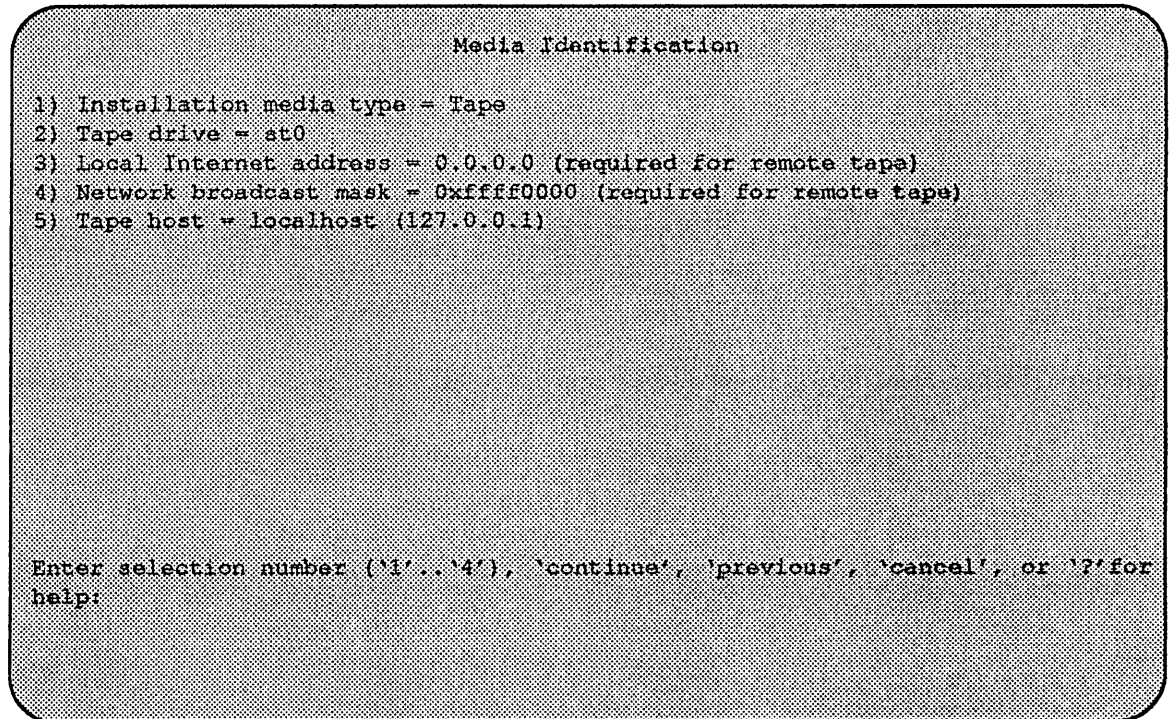 Media Identification
1) Installation media type = Tape
2) Tape drive = st0
3) Local Internet address = 0.0.0.0 (required for remote tape)
4) Network broadcast mask = 0xffff0000 (required for remote tape)
5) Tape host = localhost (127.0.0.1)
Enter selection number (`1'..`4'), `continue', `previous', `cancel', or `?'for
help: